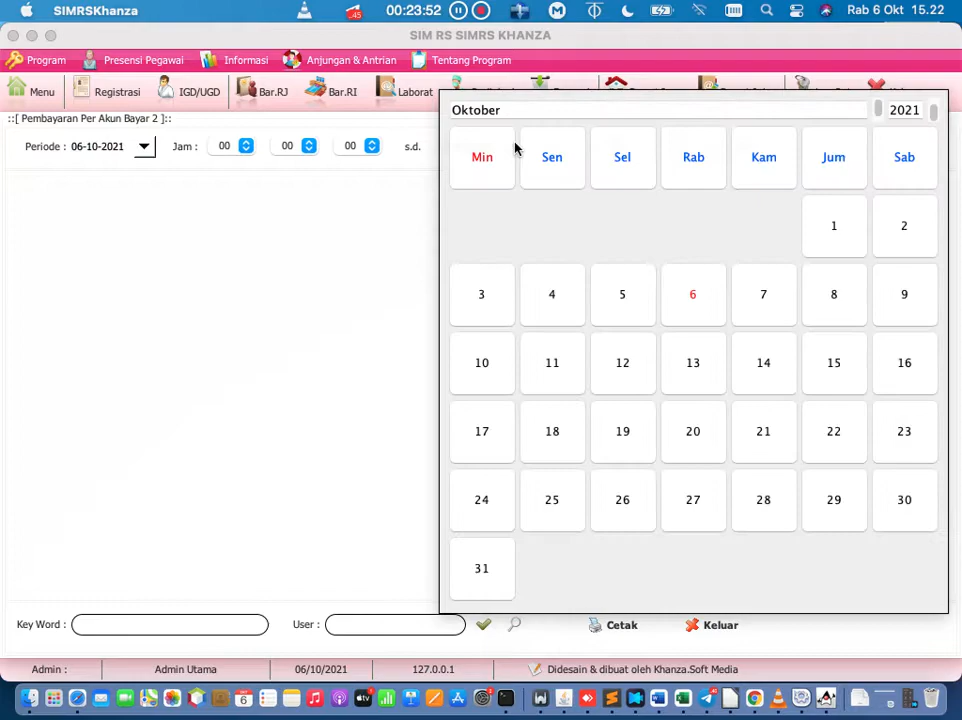 SIMRSKhanza 45 00:23:52 Rab 6 Okt 15.22
SIM RS SIMRS KHANZA
Program Presensi Pegawai Informasi Anjungan & Antrian Tentang Program
Menu Registrasi IGD/UGD Bar.RJ Bar.RI Laborat
::[ Pembayaran Per Akun Bayar 2 ]::
Oktober 2021
Periode : 06-10-2021 Jam : 00 00 00 s.d.
Min Sen Sel Rab Kam Jum Sab
1 2
3 4 5 6 7 8 9
10 11 12 13 14 15 16
17 18 19 20 21 22 23
24 25 26 27 28 29 30
31
Key Word : User : Cetak Keluar
Admin : Admin Utama 06/10/2021 127.0.0.1 Didesain & dibuat oleh Khanza.Soft Media